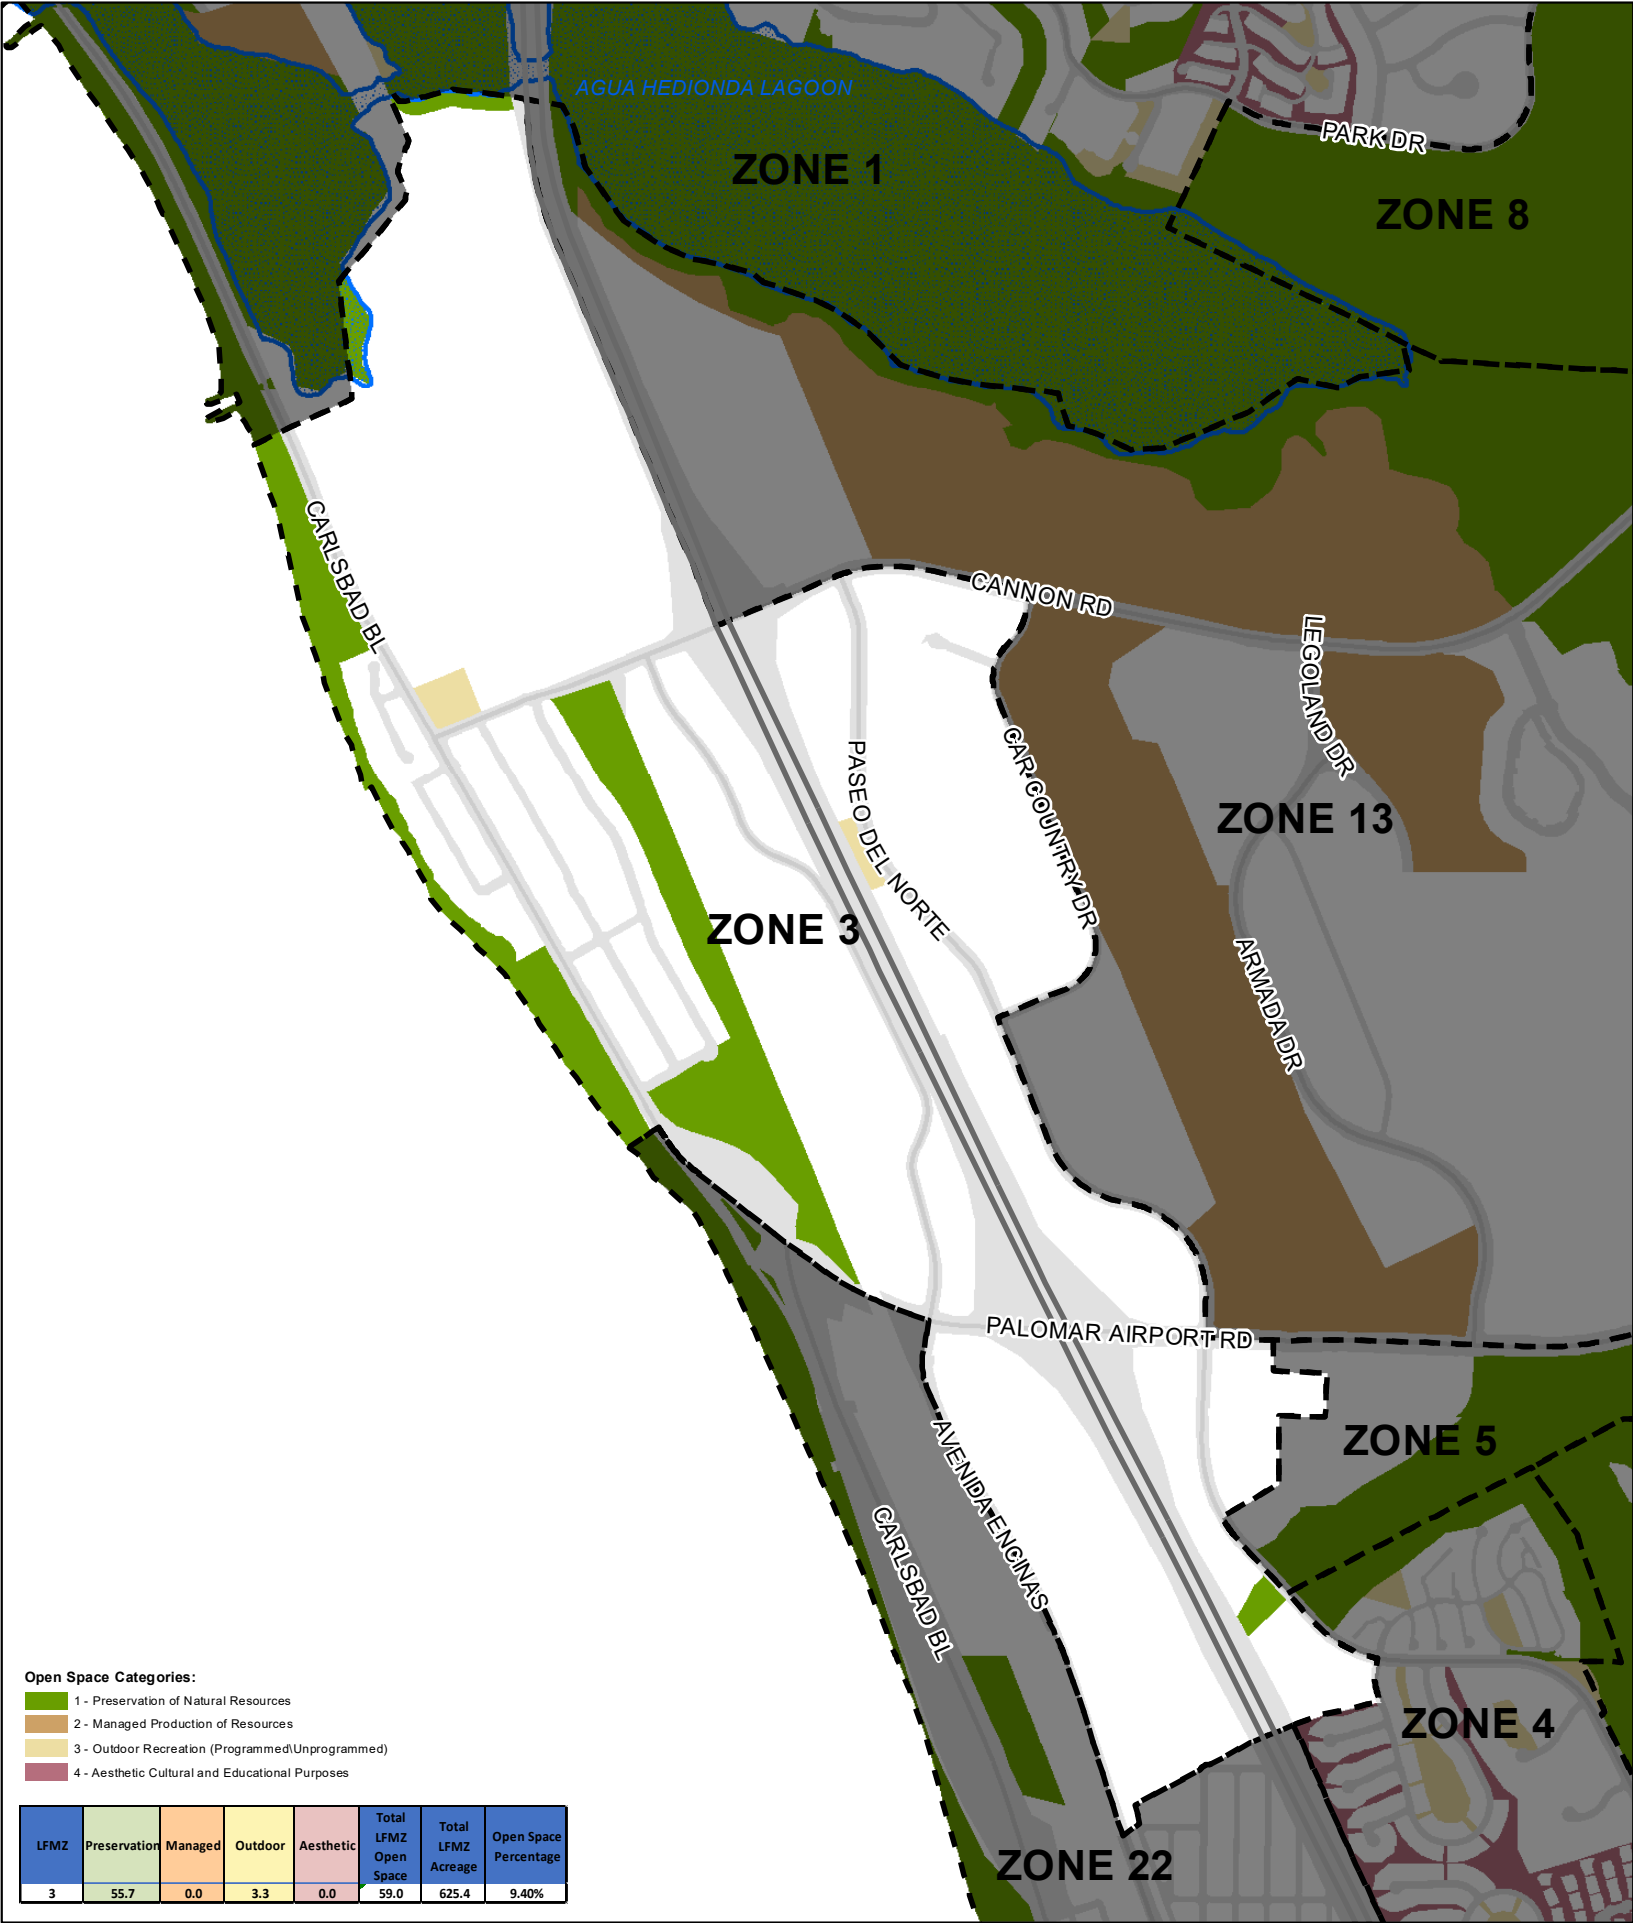 AGUA HEDIONDA LAGOON
ZONE 1
PARK DR
ZONE 8
CARLSBAD BL
CANNON RD
LEGOLAND DR
CAR COUNTRY DR
PASEO DEL NORTE
ZONE 13
ZONE 3
ARMADA DR
PALOMAR AIRPORT RD
ZONE 5
AVENIDA ENCINAS
CARLSBAD BL
ZONE 4
ZONE 22
Open Space Categories:
1 - Preservation of Natural Resources
2 - Managed Production of Resources
3 - Outdoor Recreation (Programmed\Unprogrammed)
4 - Aesthetic Cultural and Educational Purposes
LFMZ Preservation Managed Outdoor Aesthetic Total LFMZ Open Space Total LFMZ Acreage Open Space Percentage
3 55.7 0.0 3.3 0.0 59.0 625.4 9.40%